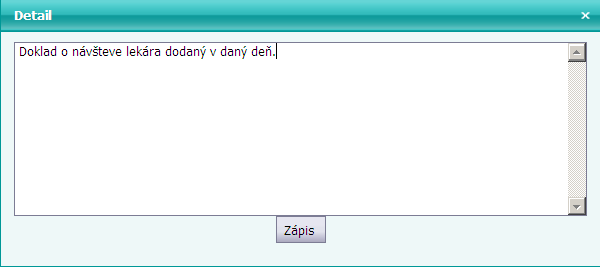 Detail
Doklad o návšteve lekára dodaný v daný deň.
Zápis